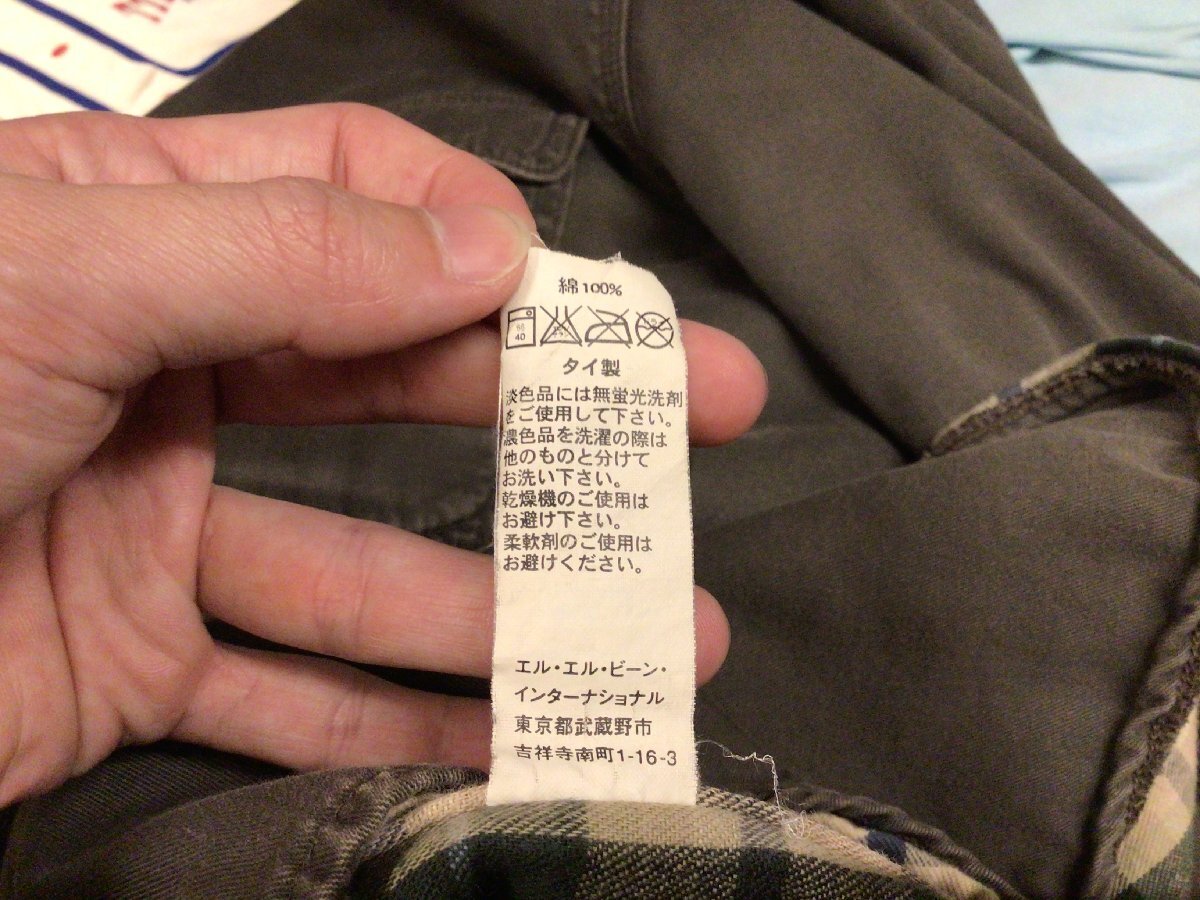 綿100%
40
タイ製
淡色品には無蛍光洗剤
をご使用して下さい。
濃色品を洗濯の際は
他のものと分けて
お洗い下さい。
乾燥機のご使用は
お避け下さい。
柔軟剤のご使用は
お避けください。
エル・エル・ビーン・
インターナショナル
東京都武蔵野市
吉祥寺南町1-16-3